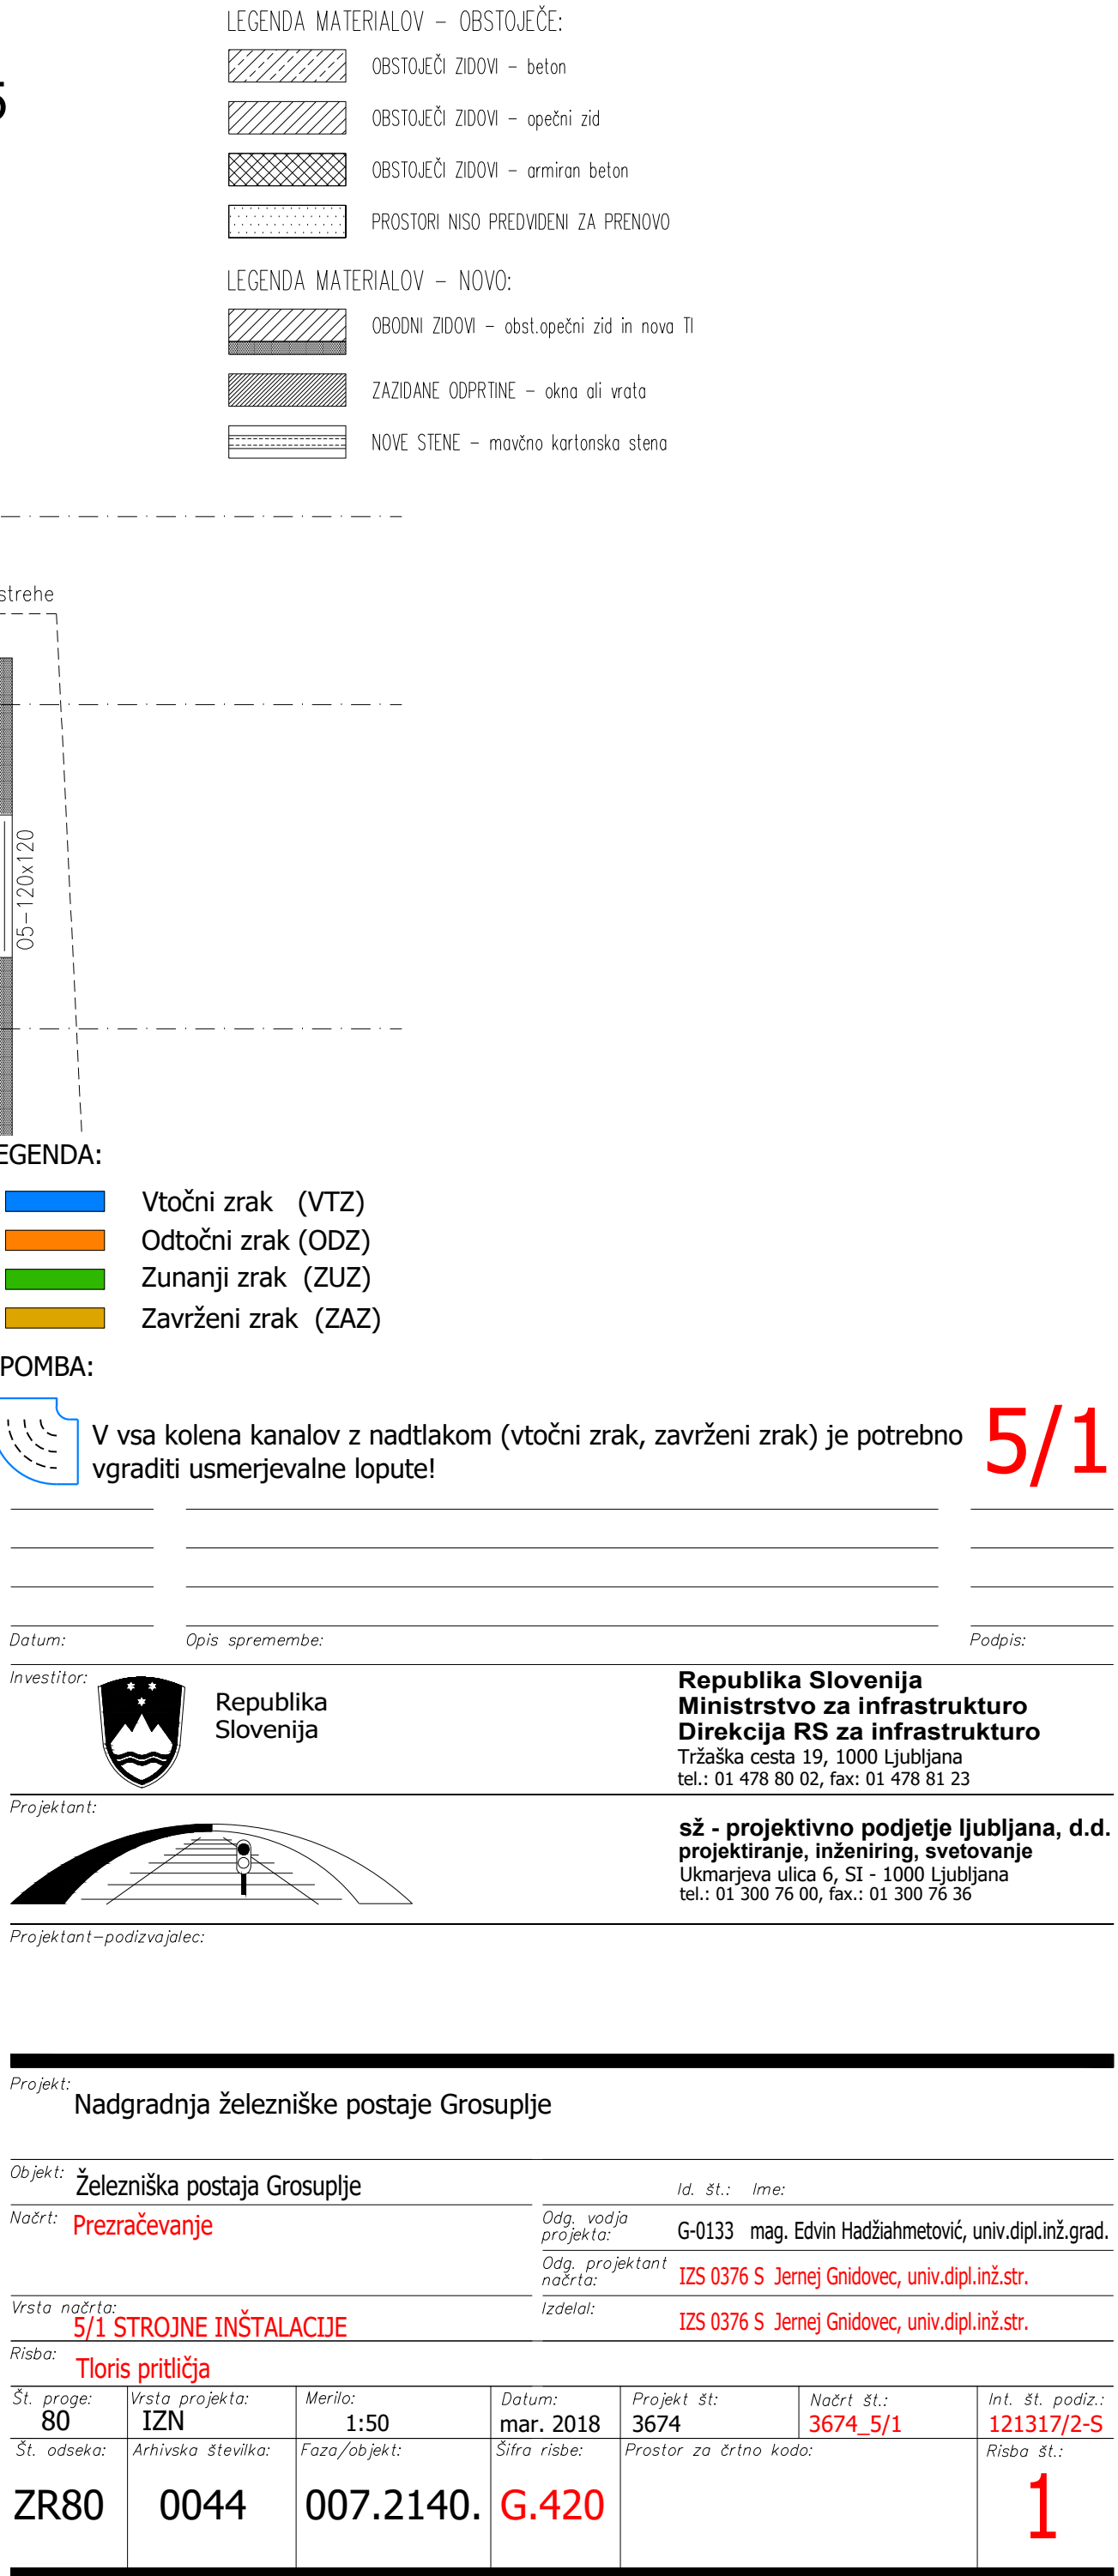 LEGENDA MATERIALOV - OBSTOJEČE:
OBSTOJEČI ZIDOVI - beton
5
OBSTOJEČI ZIDOVI - opečni zid
OBSTOJEČI ZIDOVI - armiran beton
PROSTORI NISO PREDVIDENI ZA PRENOVO
LEGENDA MATERIALOV - NOVO:
OBODNI ZIDOVI - obst.opečni zid in nova TI
ZAZIDANE ODPRTINE - okna ali vrata
NOVE STENE - mavčno kartonska stena
strehe
05-120x120
EGENDA:
Vtočni zrak (VTZ)
Odtočni zrak (ODZ)
Zunanji zrak (ZUZ)
Zavrženi zrak (ZAZ)
POMBA:
V vsa kolena kanalov z nadtlakom (vtočni zrak, zavrženi zrak) je potrebno
vgraditi usmerjevalne lopute!
5/1
Datum: Opis spremembe: Podpis:
Investitor:
Republika
Slovenija
Republika Slovenija
Ministrstvo za infrastrukturo
Direkcija RS za infrastrukturo
Tržaška cesta 19, 1000 Ljubljana
tel.: 01 478 80 02, fax: 01 478 81 23
Projektant:
sž - projektivno podjetje ljubljana, d.d.
projektiranje, inženiring, svetovanje
Ukmarjeva ulica 6, SI - 1000 Ljubljana
tel.: 01 300 76 00, fax.: 01 300 76 36
Projektant-podizvajalec:
Projekt:
Nadgradnja železniške postaje Grosuplje
Objekt: Železniška postaja Grosuplje
Id. št.: Ime:
Načrt: Prezračevanje
Odg. vodja
projekta: G-0133 mag. Edvin Hadžiahmetović, univ.dipl.inž.grad.
Odg. projektant
načrta: IZS 0376 S Jernej Gnidovec, univ.dipl.inž.str.
Vrsta načrta:
5/1 STROJNE INŠTALACIJE
Izdelal: IZS 0376 S Jernej Gnidovec, univ.dipl.inž.str.
Risba:
Tloris pritličja
Št. proge: Vrsta projekta: Merilo: Datum: Projekt št: Načrt št.: Int. št. podiz.:
80 IZN 1:50 mar. 2018 3674 3674_5/1 121317/2-S
Št. odseka: Arhivska številka: Faza/objekt: Šifra risbe: Prostor za črtno kodo: Risba št.:
ZR80 0044 007.2140. G.420 1